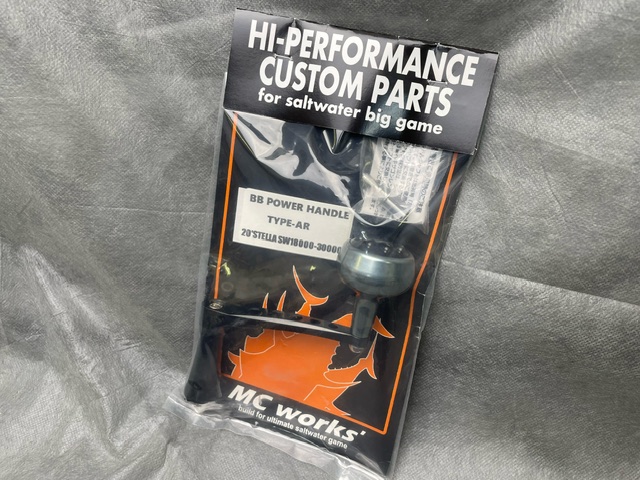 HI-PERFORMANCE
CUSTOM PARTS
for saltwater big game
BB POWER HANDLE
TYPE-AR
20'STELLA SW18000-30000
MC works'
build for ultimate saltwater game